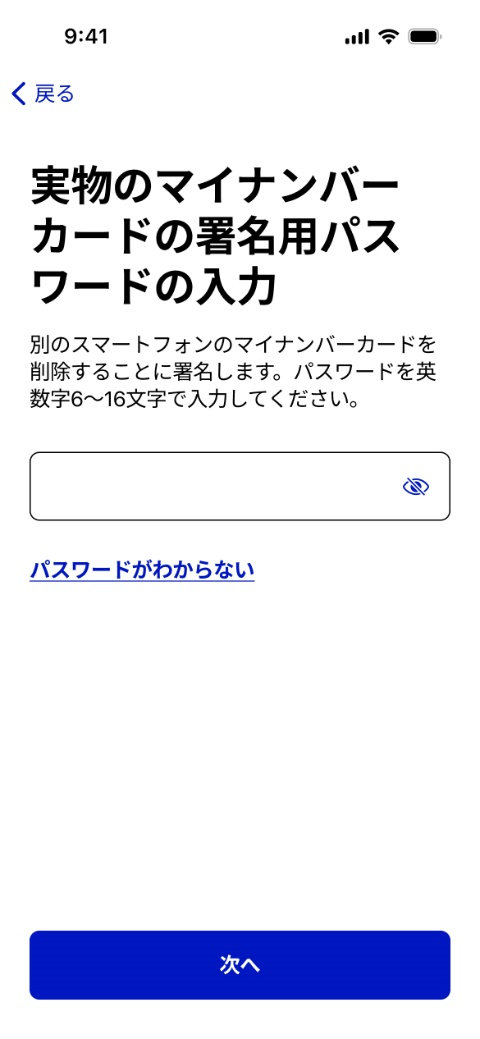 9:41
戻る
実物のマイナンバー
カードの署名用パス
ワードの入力
別のスマートフォンのマイナンバーカードを
削除することに署名します。パスワードを英
数字6〜16文字で入力してください。
パスワードがわからない
次へ